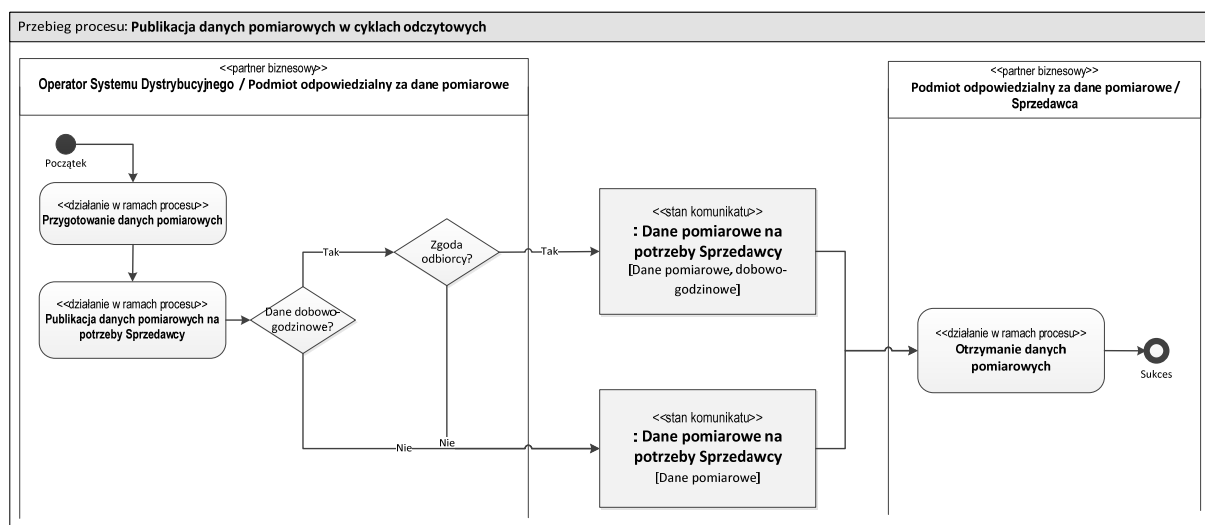 Przebieg procesu: Publikacja danych pomiarowych w cyklach odczytowych
<<partner biznesowy>>
Operator Systemu Dystrybucyjnego / Podmiot odpowiedzialny za dane pomiarowe
<<partner biznesowy>>
Podmiot odpowiedzialny za dane pomiarowe /
Sprzedawca
Początek
<<działanie w ramach procesu>>
Przygotowanie danych pomiarowych
<<działanie w ramach procesu>>
Publikacja danych pomiarowych na
potrzeby Sprzedawcy
Dane dobowo-
godzinowe?
Tak
Zgoda
odbiorcy?
Tak
Nie
Nie
<<stan komunikatu>>
: Dane pomiarowe na
potrzeby Sprzedawcy
[Dane pomiarowe, dobowo-
godzinowe]
<<stan komunikatu>>
: Dane pomiarowe na
potrzeby Sprzedawcy
[Dane pomiarowe]
<<działanie w ramach procesu>>
Otrzymanie danych
pomiarowych
Sukces